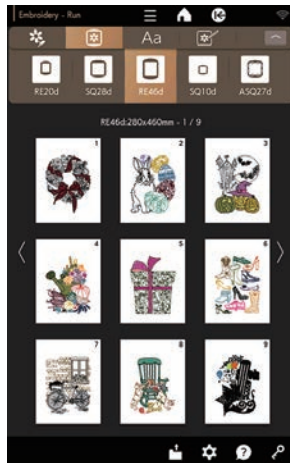 Embroidery - Run
Aa
RE20d SQ28d RE46d SQ10d ASQ27d
RE46d:280x460mm - 1 / 9
1 2 3
4 5 6
7 8 9
?